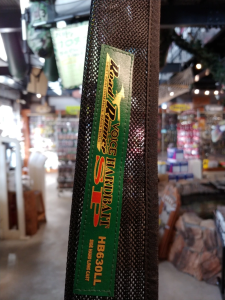 Road Runner
VOICE HARDBAIT
SP
HB630LL